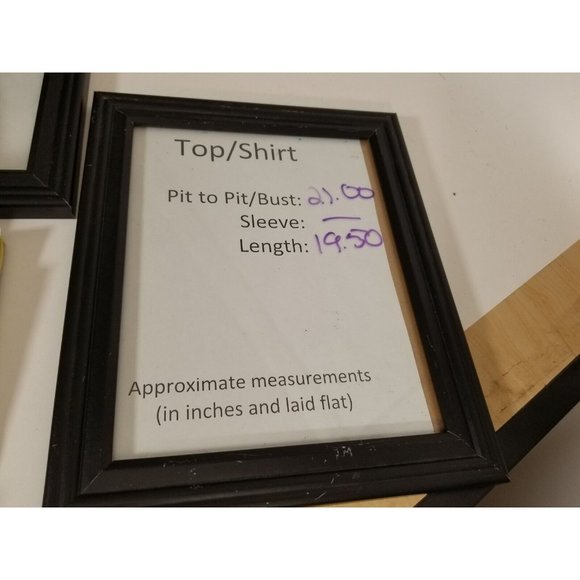 Top/Shirt
Pit to Pit/Bust: 21.00
Sleeve: —
Length: 19.50
Approximate measurements
(in inches and laid flat)